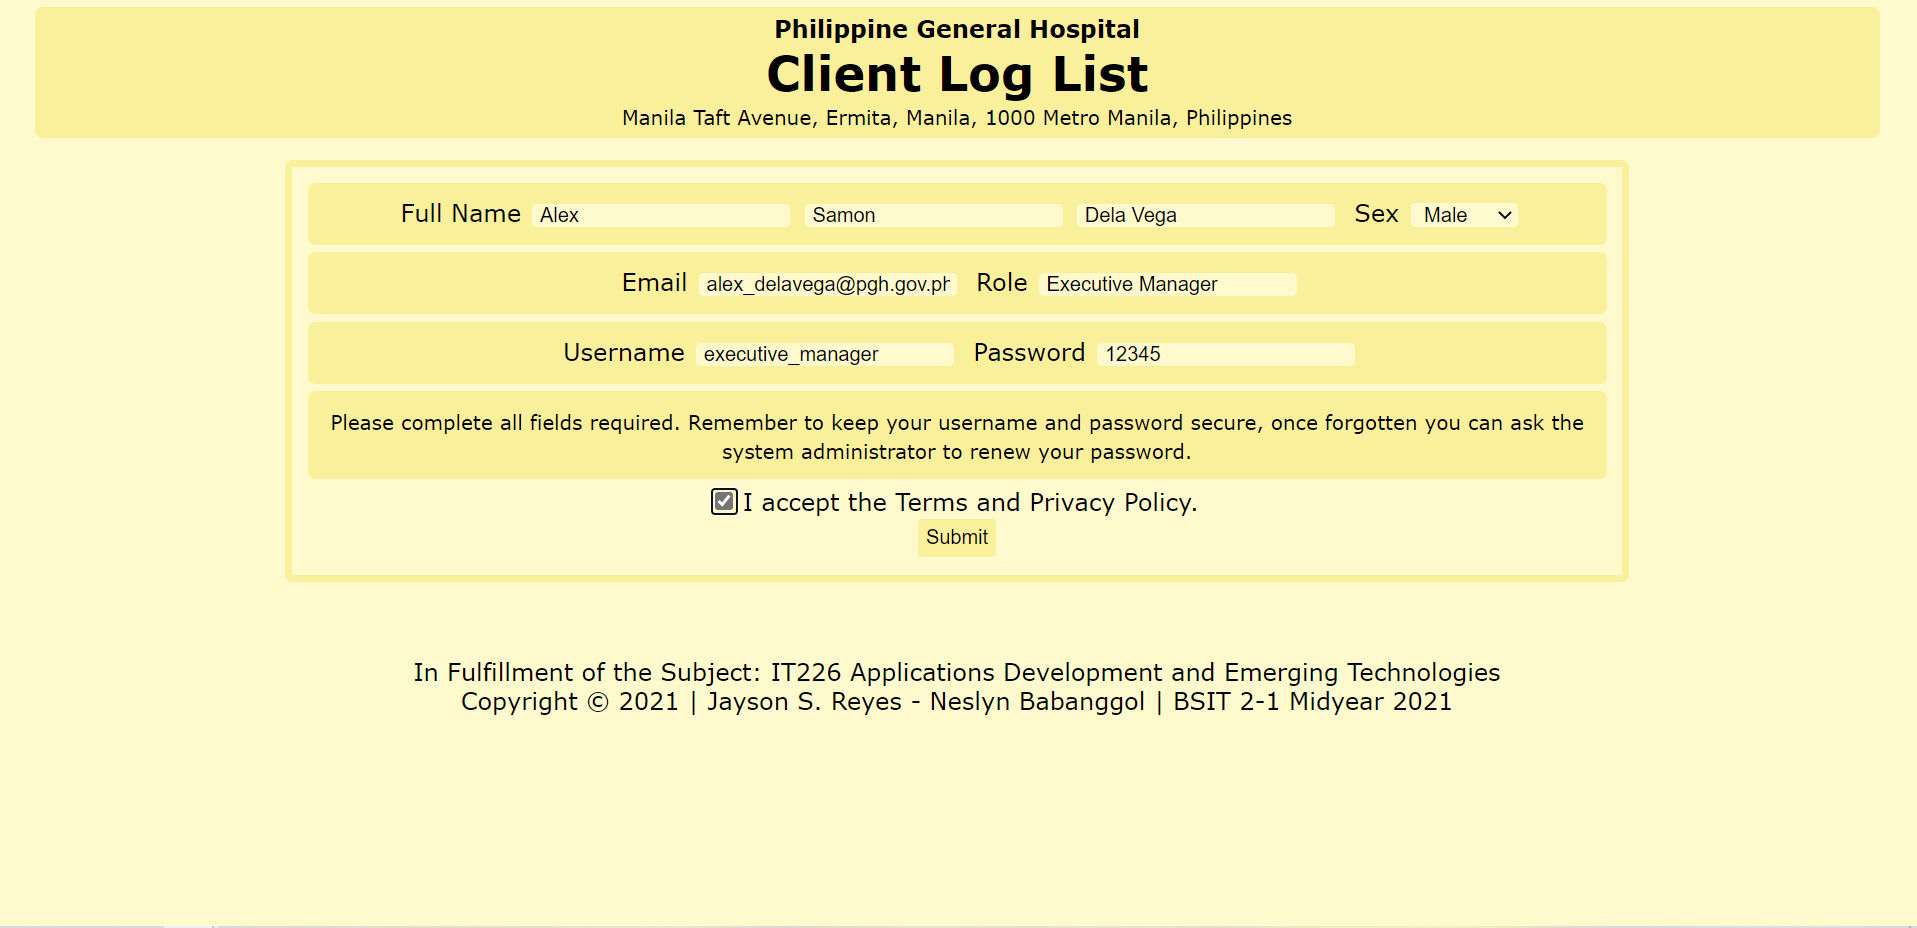 Philippine General Hospital
Client Log List
Manila Taft Avenue, Ermita, Manila, 1000 Metro Manila, Philippines
Full Name Alex Samon Dela Vega Sex Male
Email alex_delavega@pgh.gov.ph Role Executive Manager
Username executive_manager Password 12345
Please complete all fields required. Remember to keep your username and password secure, once forgotten you can ask the
system administrator to renew your password.
I accept the Terms and Privacy Policy.
Submit
In Fulfillment of the Subject: IT226 Applications Development and Emerging Technologies
Copyright © 2021 | Jayson S. Reyes - Neslyn Babanggol | BSIT 2-1 Midyear 2021